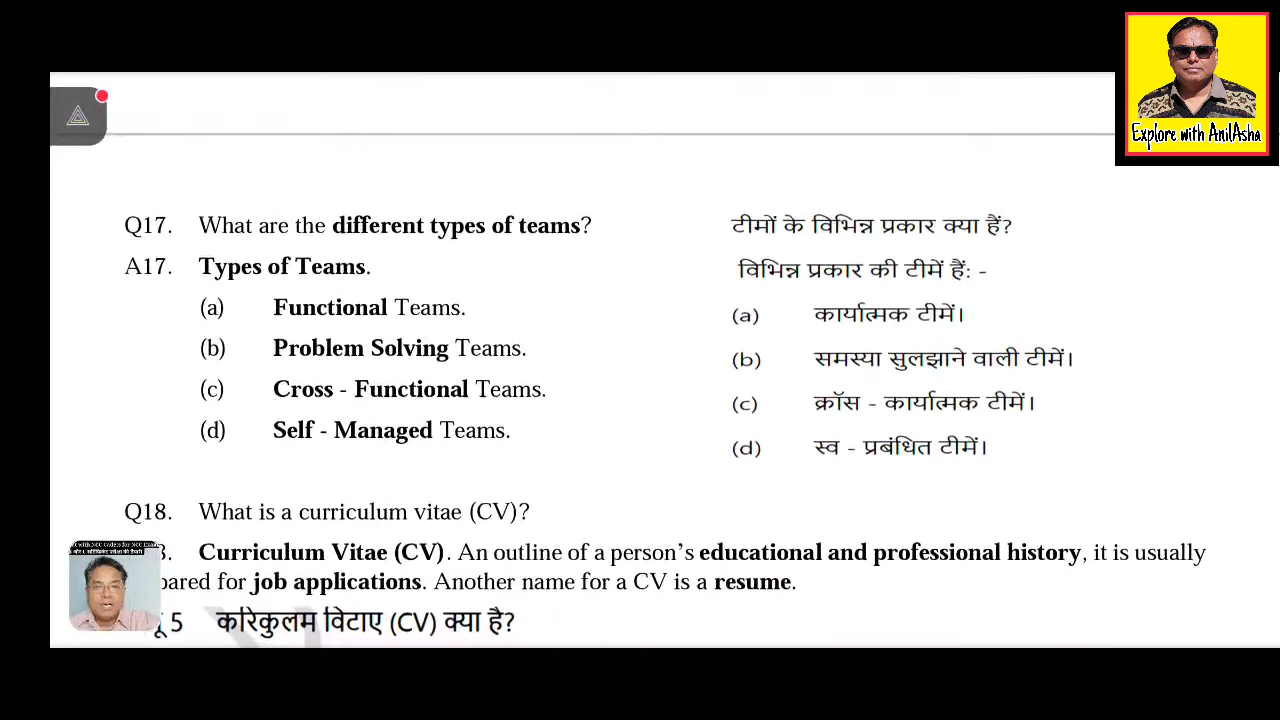 Explore with AnilAsha
Q17. What are the different types of teams?
टीमों के विभिन्न प्रकार क्या हैं?
A17. Types of Teams.
विभिन्न प्रकार की टीमें हैं: -
(a) Functional Teams.
(a) कार्यात्मक टीमें।
(b) Problem Solving Teams.
(b) समस्या सुलझाने वाली टीमें।
(c) Cross - Functional Teams.
(c) क्रॉस - कार्यात्मक टीमें।
(d) Self - Managed Teams.
(d) स्व - प्रबंधित टीमें।
Q18. What is a curriculum vitae (CV)?
Curriculum Vitae (CV). An outline of a person's educational and professional history, it is usually
for job applications. Another name for a CV is a resume.
5 करिकुलम विटाए (CV) क्या है?